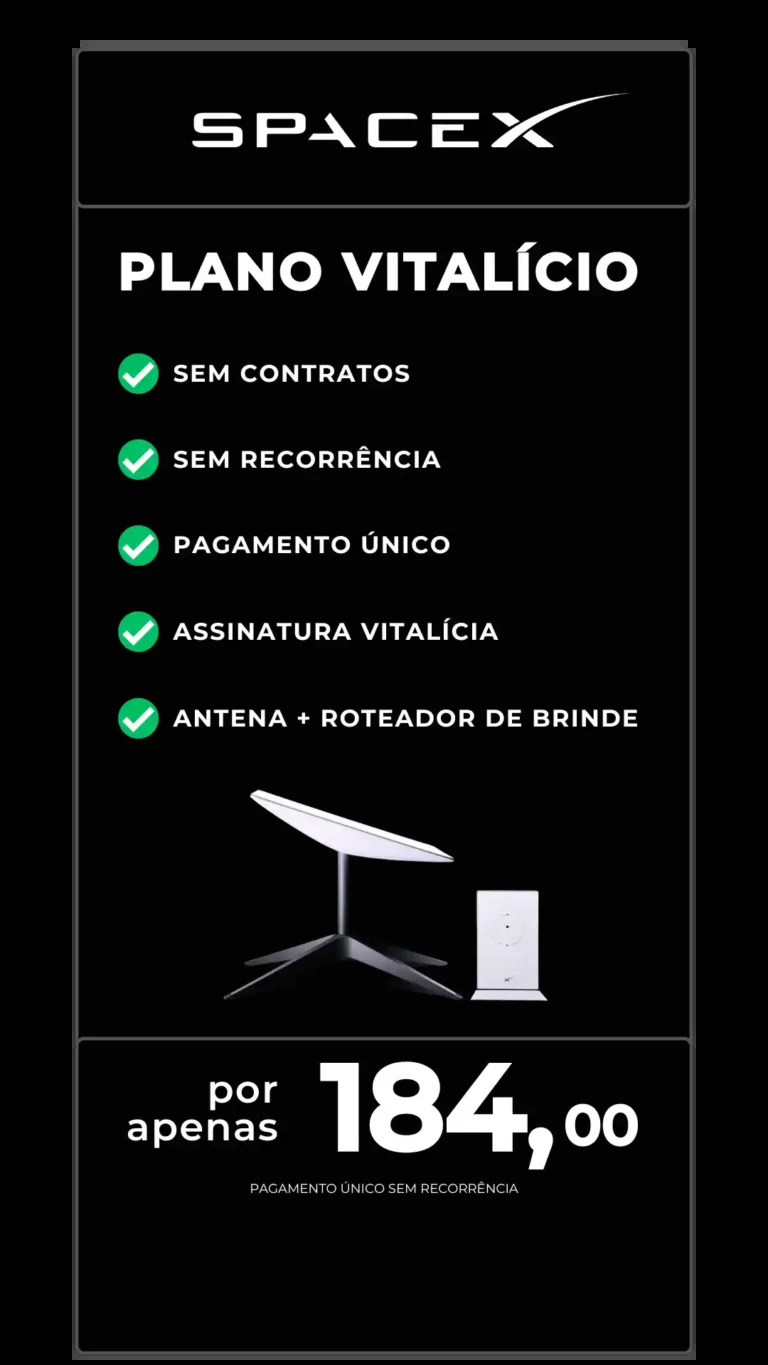 SPACEX
PLANO VITALÍCIO
SEM CONTRATOS
SEM RECORRÊNCIA
PAGAMENTO ÚNICO
ASSINATURA VITALÍCIA
ANTENA + ROTEADOR DE BRINDE
por
apenas
184,00
PAGAMENTO ÚNICO SEM RECORRÊNCIA